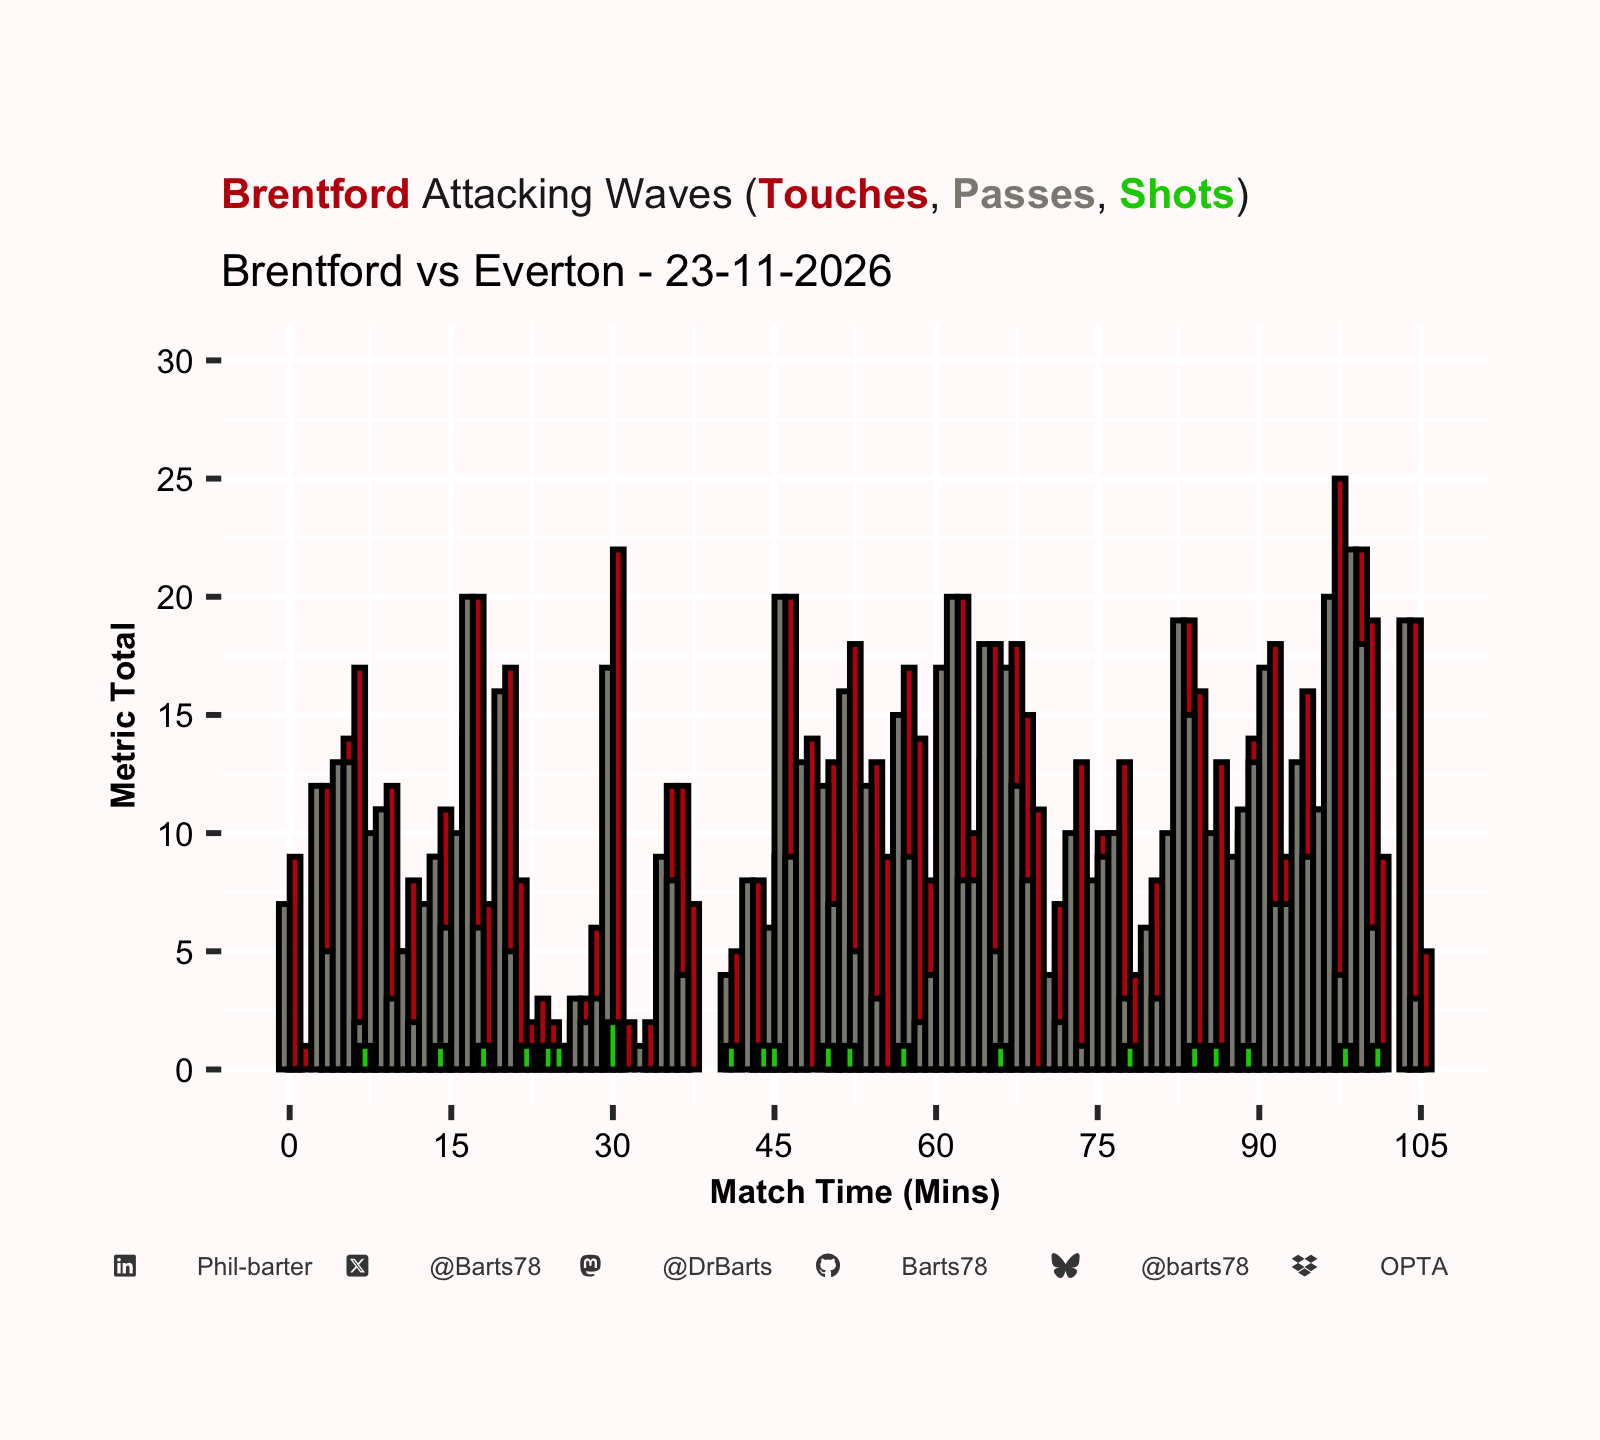 Brentford Attacking Waves (Touches, Passes, Shots)
Brentford vs Everton - 23-11-2026
30
25
20
15
10
5
0
Metric Total
0 15 30 45 60 75 90 105
Match Time (Mins)
Phil-barter @Barts78 @DrBarts Barts78 @barts78 OPTA